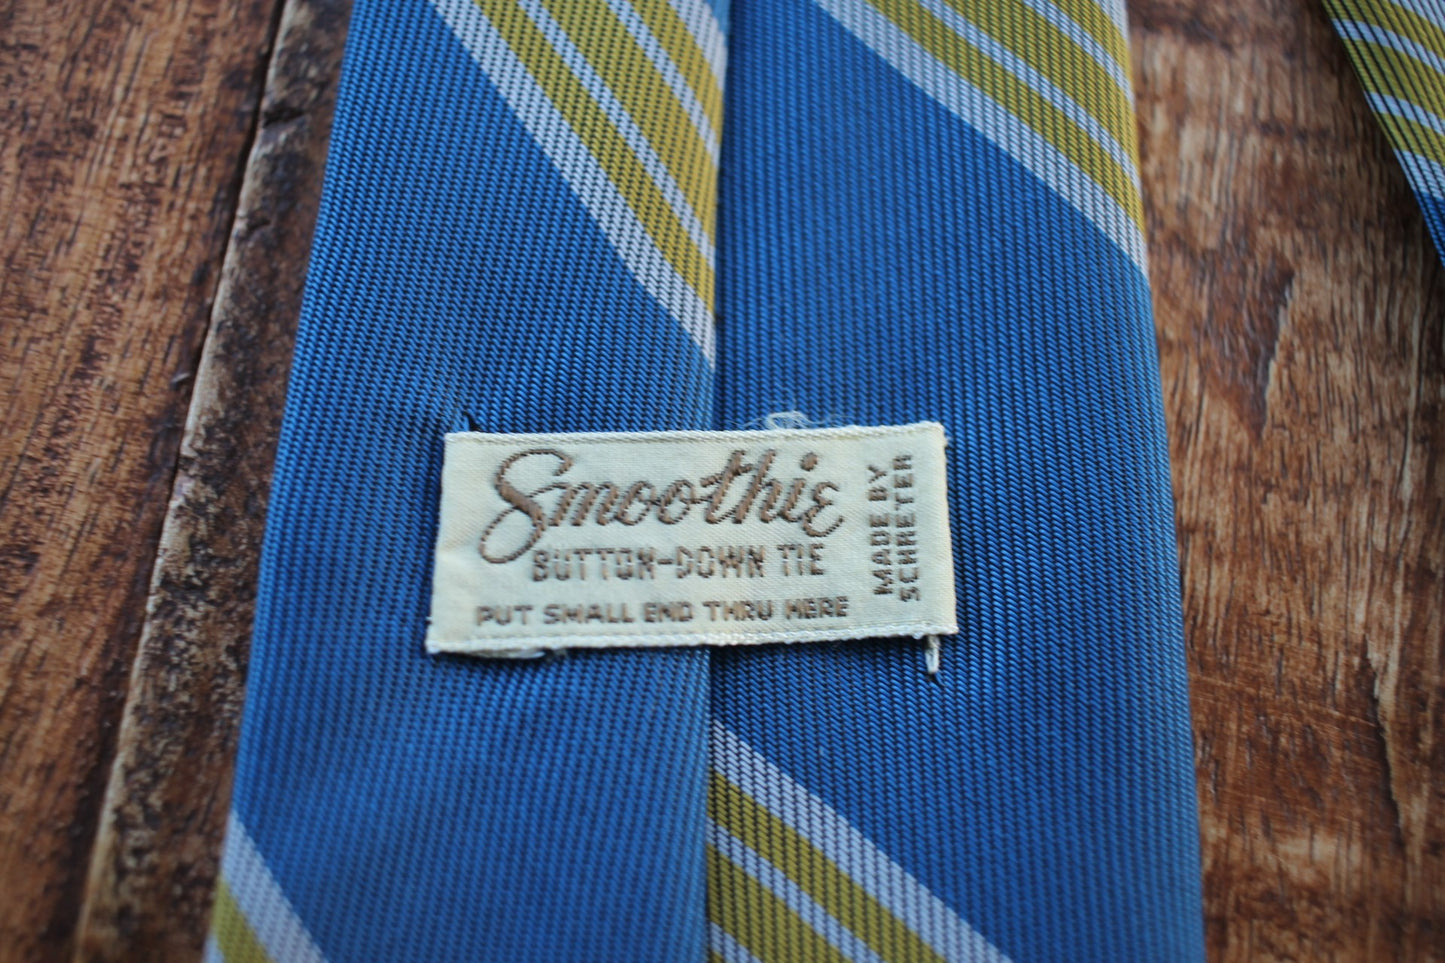 Smoothie
BUTTON-DOWN TIE
PUT SMALL END THRU HERE
MADE BY
SCHRETER